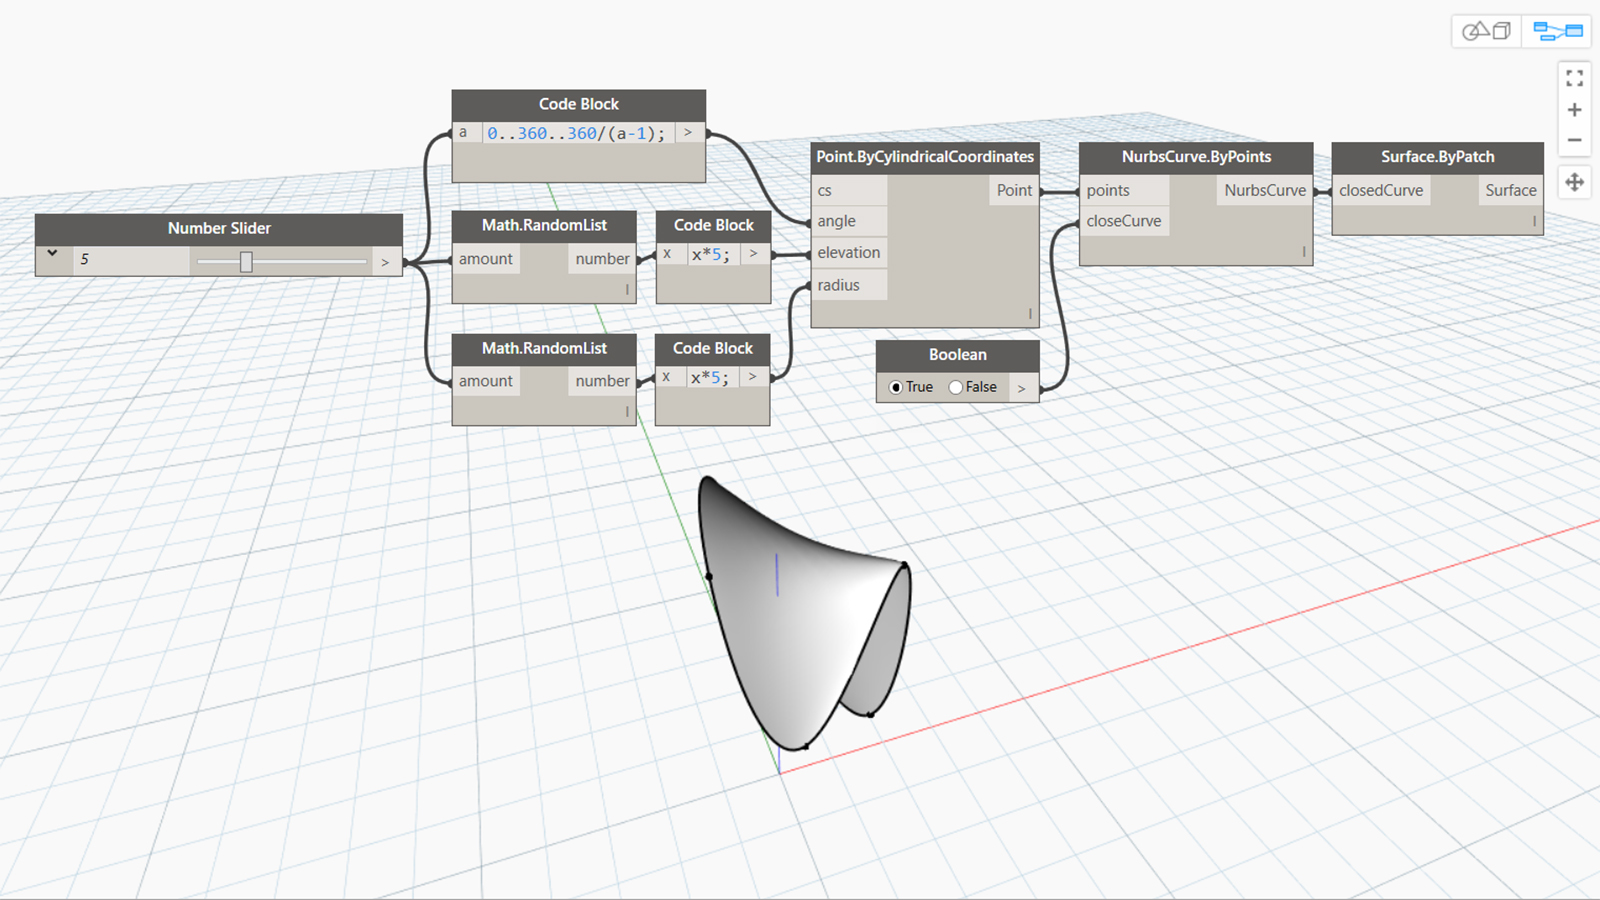 Code Block
a 0..360..360/(a-1); >
Point.ByCylindricalCoordinates
cs Point
angle
elevation
radius
NurbsCurve.ByPoints
points NurbsCurve
closeCurve
Surface.ByPatch
closedCurve Surface
Number Slider
5 >
Math.RandomList
amount number
Code Block
x x*5; >
Math.RandomList
amount number
Code Block
x x*5; >
Boolean
True False >